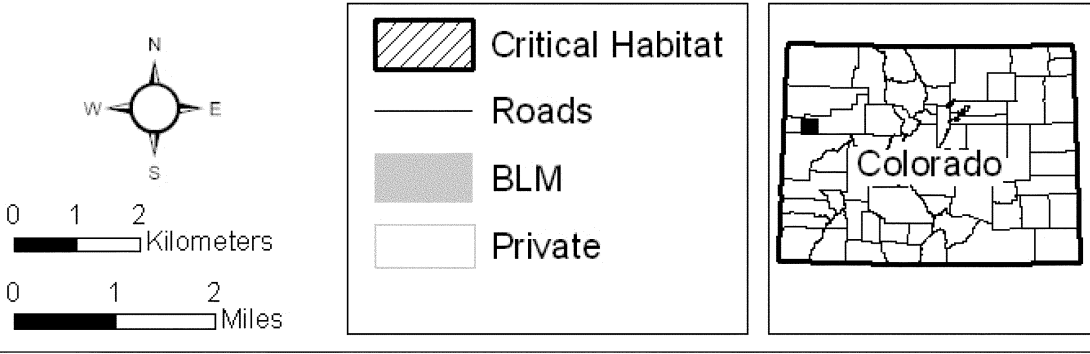 N
W E
S
0 1 2
Kilometers
0 1 2
Miles
Critical Habitat
Roads
BLM
Private
Colorado